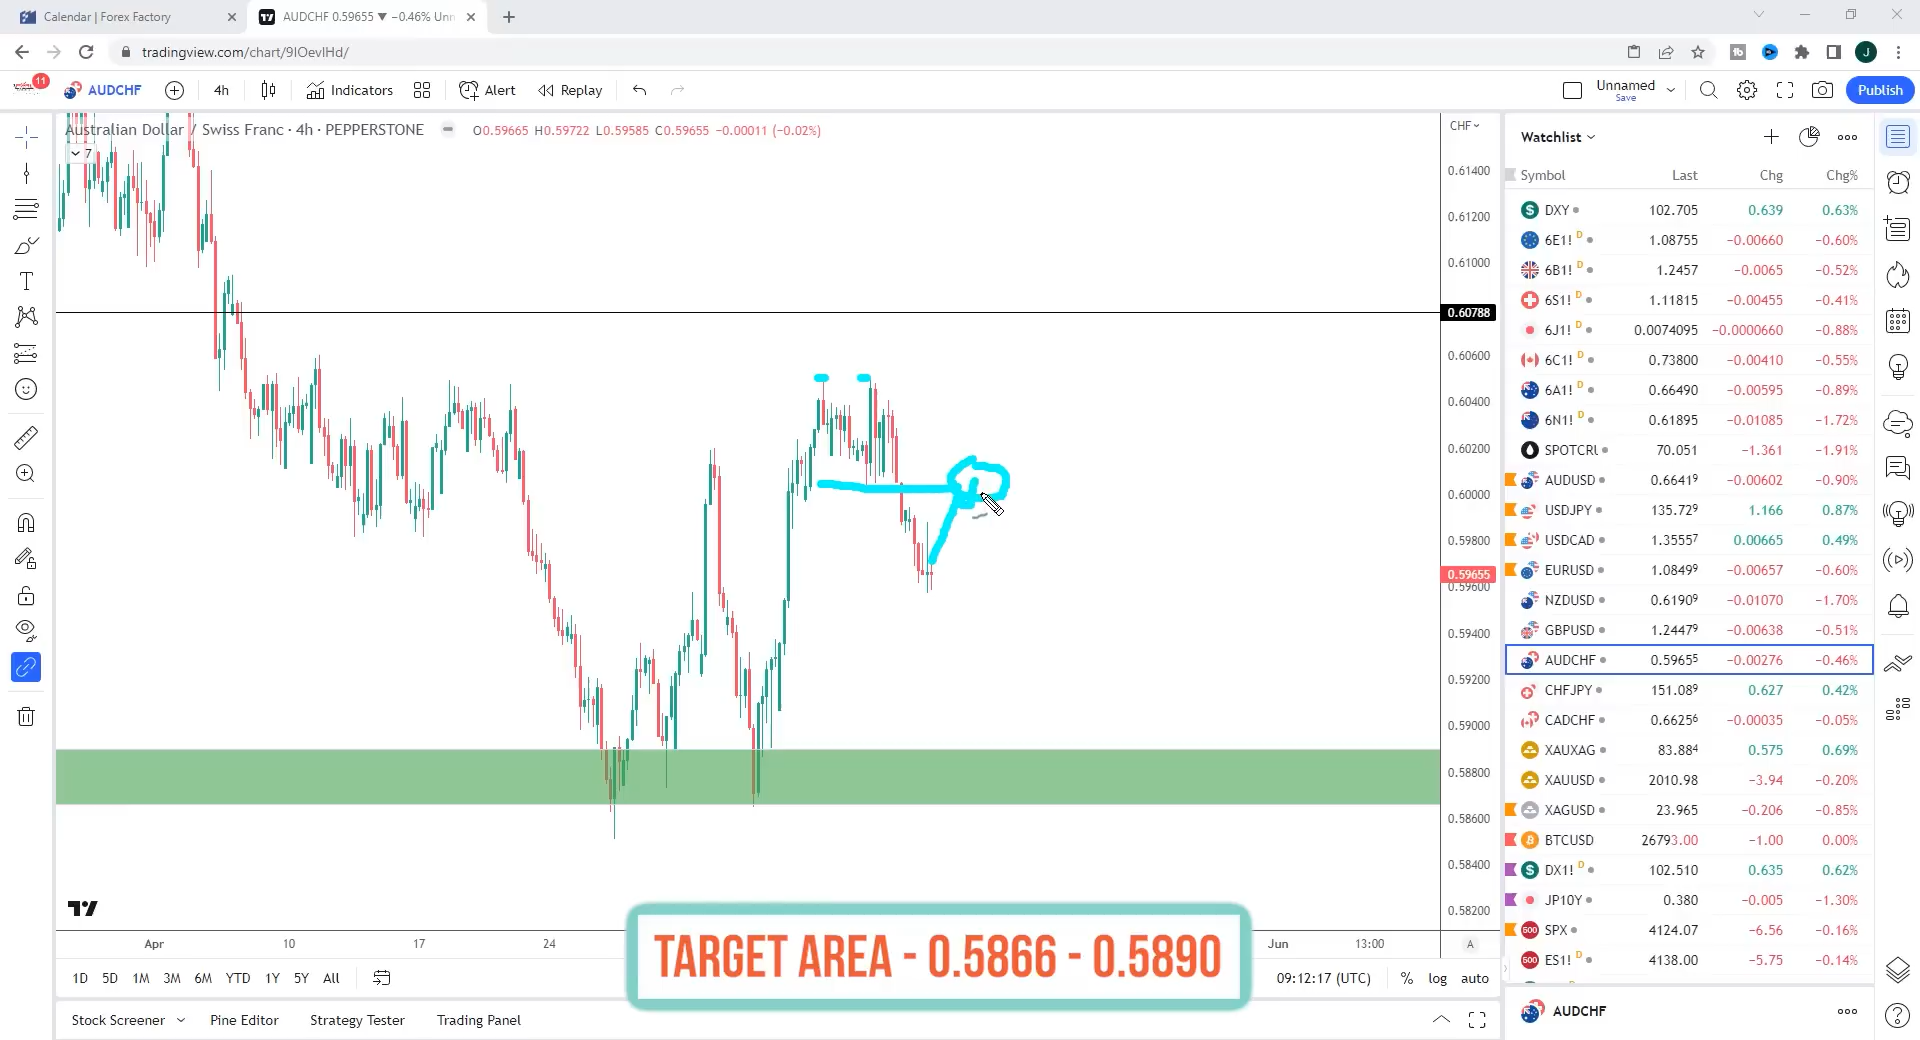 Calendar | Forex Factory
AUDCHF 0.59655 ▼ −0.46% Unn
tradingview.com/chart/9IOevIHd/
J
11
AUDCHF
4h
Indicators
Alert
Replay
Unnamed
Save
Publish
Australian Dollar / Swiss Franc · 4h · PEPPERSTONE
O0.59665 H0.59722 L0.59585 C0.59655 −0.00011 (−0.02%)
7
CHF
0.61400
0.61200
0.61000
0.60788
0.60600
0.60400
0.60200
0.60000
0.59800
0.59655
0.59600
0.59400
0.59200
0.59000
0.58800
0.58600
0.58400
0.58200
Apr
10
17
24
Jun
13:00
A
TARGET AREA - 0.5866 - 0.5890
1D 5D 1M 3M 6M YTD 1Y 5Y All
09:12:17 (UTC)
% log auto
Stock Screener
Pine Editor
Strategy Tester
Trading Panel
Watchlist
Symbol Last Chg Chg%
DXY 102.705 0.639 0.63%
6E1! D 1.08755 −0.00660 −0.60%
6B1! D 1.2457 −0.0065 −0.52%
6S1! D 1.11815 −0.00455 −0.41%
6J1! D 0.0074095 −0.0000660 −0.88%
6C1! D 0.73800 −0.00410 −0.55%
6A1! D 0.66490 −0.00595 −0.89%
6N1! D 0.61895 −0.01085 −1.72%
SPOTCRU 70.051 −1.361 −1.91%
AUDUSD 0.66419 −0.00602 −0.90%
USDJPY 135.729 1.166 0.87%
USDCAD 1.35557 0.00665 0.49%
EURUSD 1.08499 −0.00657 −0.60%
NZDUSD 0.61909 −0.01070 −1.70%
GBPUSD 1.24479 −0.00638 −0.51%
AUDCHF 0.59655 −0.00276 −0.46%
CHFJPY 151.089 0.627 0.42%
CADCHF 0.66256 −0.00035 −0.05%
XAUXAG 83.884 0.575 0.69%
XAUUSD 2010.98 −3.94 −0.20%
XAGUSD 23.965 −0.206 −0.85%
BTCUSD 26793.00 −1.00 0.00%
DX1! D 102.510 0.635 0.62%
JP10Y 0.380 −0.005 −1.30%
500 SPX 4124.07 −6.56 −0.16%
500 ES1! D 4138.00 −5.75 −0.14%
AUDCHF